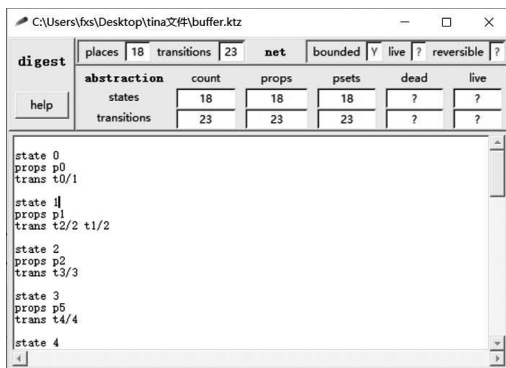 C:\Users\fxs\Desktop\tina文件\buffer.ktz
digest places 18 transitions 23 net bounded Y live ? reversible ?
abstraction count props psets dead live
help states 18 18 18 ? ?
transitions 23 23 23 ? ?
state 0
props p0
trans t0/1
state 1
props p1
trans t2/2 t1/2
state 2
props p2
trans t3/3
state 3
props p5
trans t4/4
state 4